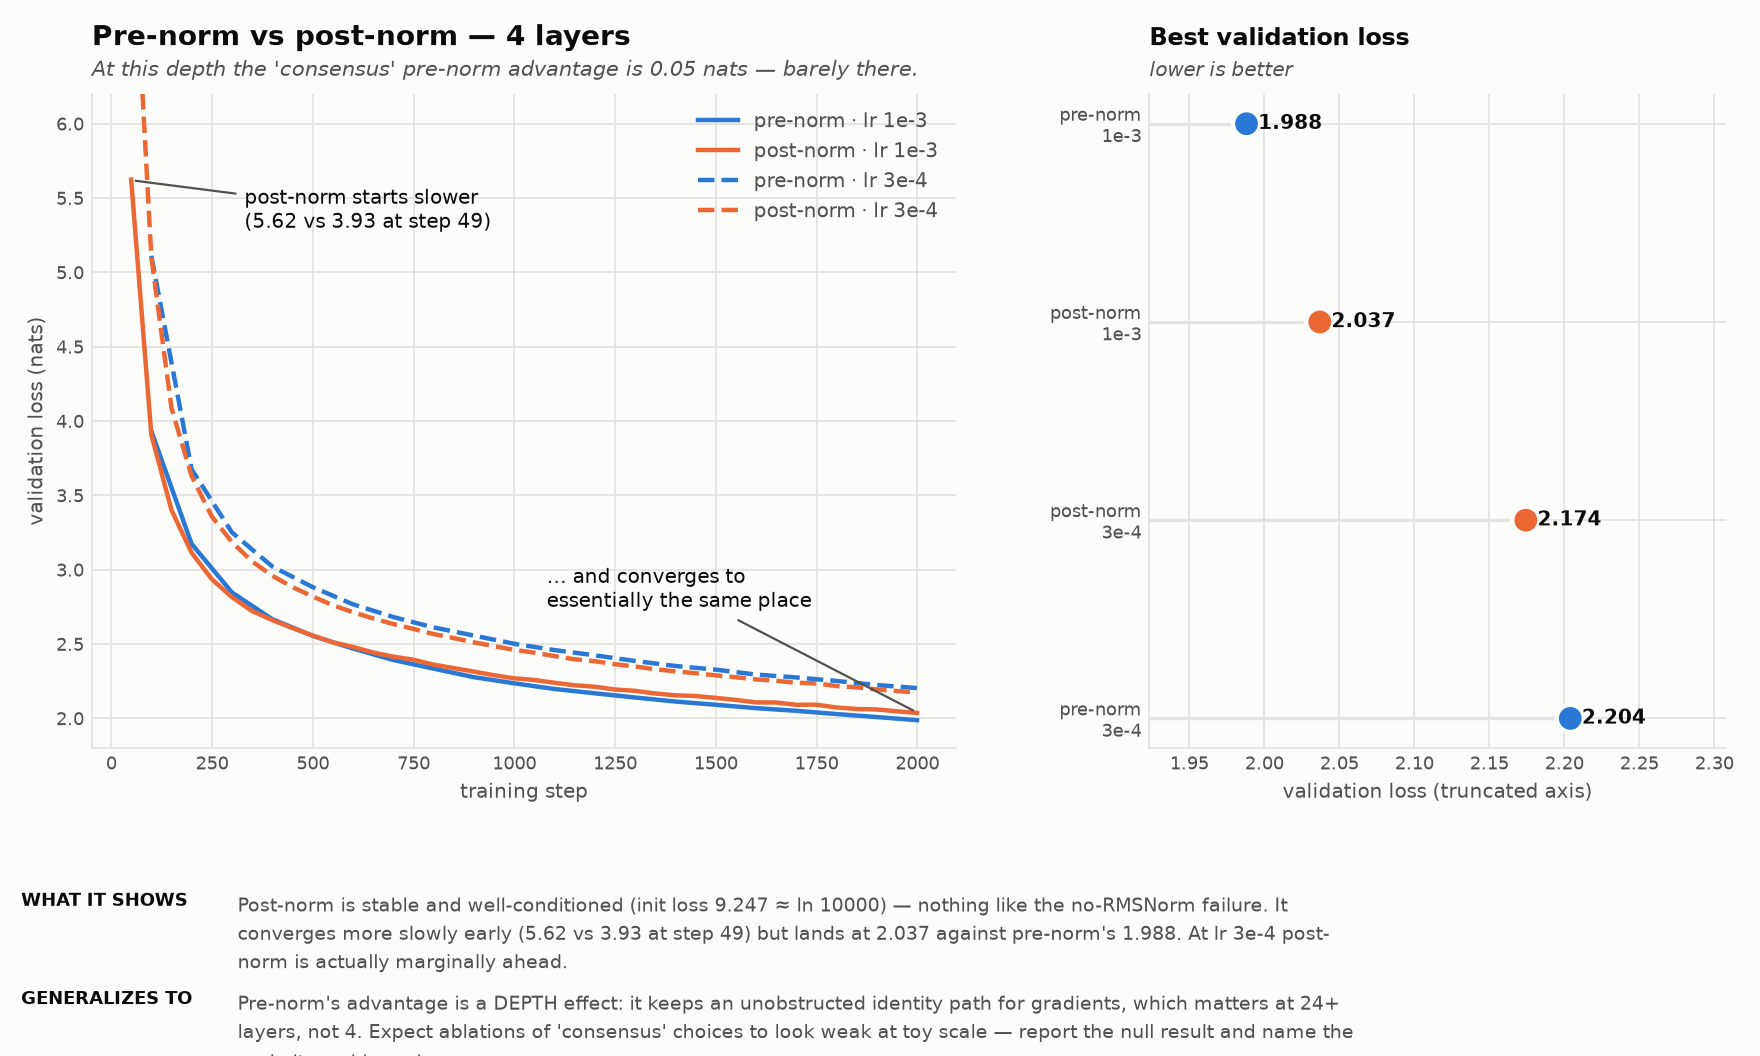 Pre-norm vs post-norm — 4 layers
At this depth the 'consensus' pre-norm advantage is 0.05 nats — barely there.
validation loss (nats)
6.0
5.5
5.0
4.5
4.0
3.5
3.0
2.5
2.0
pre-norm · lr 1e-3
post-norm · lr 1e-3
pre-norm · lr 3e-4
post-norm · lr 3e-4
post-norm starts slower
(5.62 vs 3.93 at step 49)
... and converges to
essentially the same place
0 250 500 750 1000 1250 1500 1750 2000
training step
Best validation loss
lower is better
pre-norm
1e-3
1.988
post-norm
1e-3
2.037
post-norm
3e-4
2.174
pre-norm
3e-4
2.204
1.95 2.00 2.05 2.10 2.15 2.20 2.25 2.30
validation loss (truncated axis)
WHAT IT SHOWS
Post-norm is stable and well-conditioned (init loss 9.247 ≈ ln 10000) — nothing like the no-RMSNorm failure. It
converges more slowly early (5.62 vs 3.93 at step 49) but lands at 2.037 against pre-norm's 1.988. At lr 3e-4 post-
norm is actually marginally ahead.
GENERALIZES TO
Pre-norm's advantage is a DEPTH effect: it keeps an unobstructed identity path for gradients, which matters at 24+
layers, not 4. Expect ablations of 'consensus' choices to look weak at toy scale — report the null result and name the